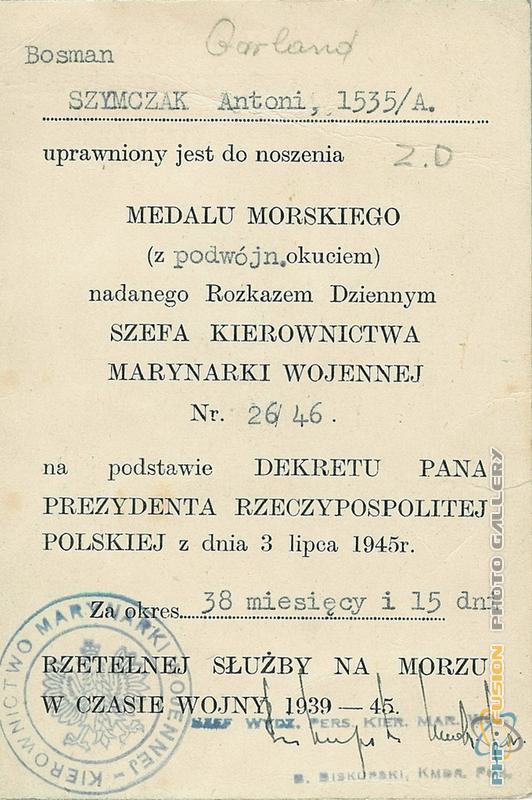 Garland
Bosman
SZYMCZAK Antoni, 1535/A.
uprawniony jest do noszenia 2.0
MEDALU MORSKIEGO
(z podwójn.okuciem)
nadanego Rozkazem Dziennym
SZEFA KIEROWNICTWA
MARYNARKI WOJENNEJ
Nr. 26/46.
na podstawie DEKRETU PANA
PREZYDENTA RZECZYPOSPOLITEJ
POLSKIEJ z dnia 3 lipca 1945r.
Za okres 38 miesięcy i 15 dni
RZETELNEJ SŁUŻBY NA MORZU
W CZASIE WOJNY 1939 — 45.
SZEF WYDZ. PERS. KIER. MAR.
B. BISKUPSKI, KMDR.
KIEROWNICTWO MARYNARKI WOJENNEJ
PHP-FUSION PHOTO GALLERY